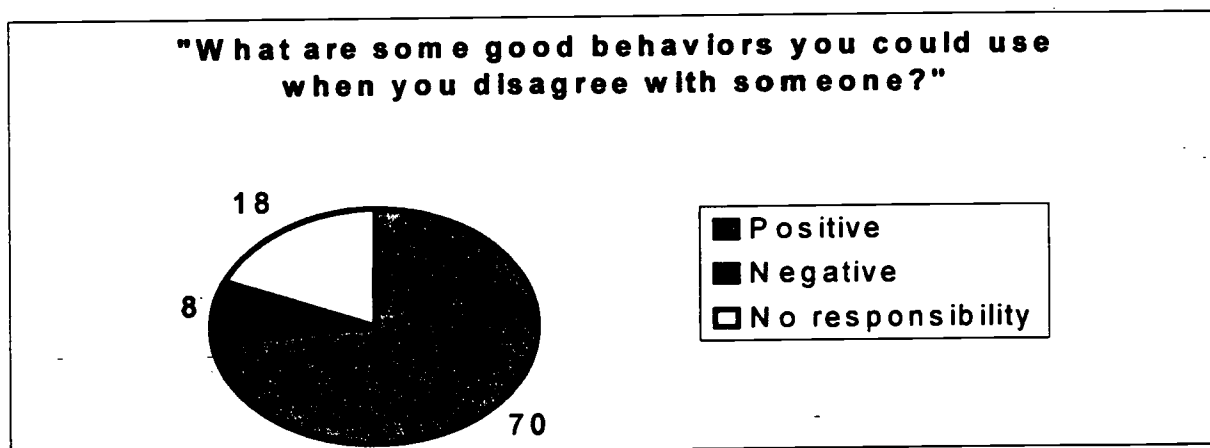 "What are some good behaviors you could use
when you disagree with someone?"
18
8
70
Positive
Negative
No responsibility